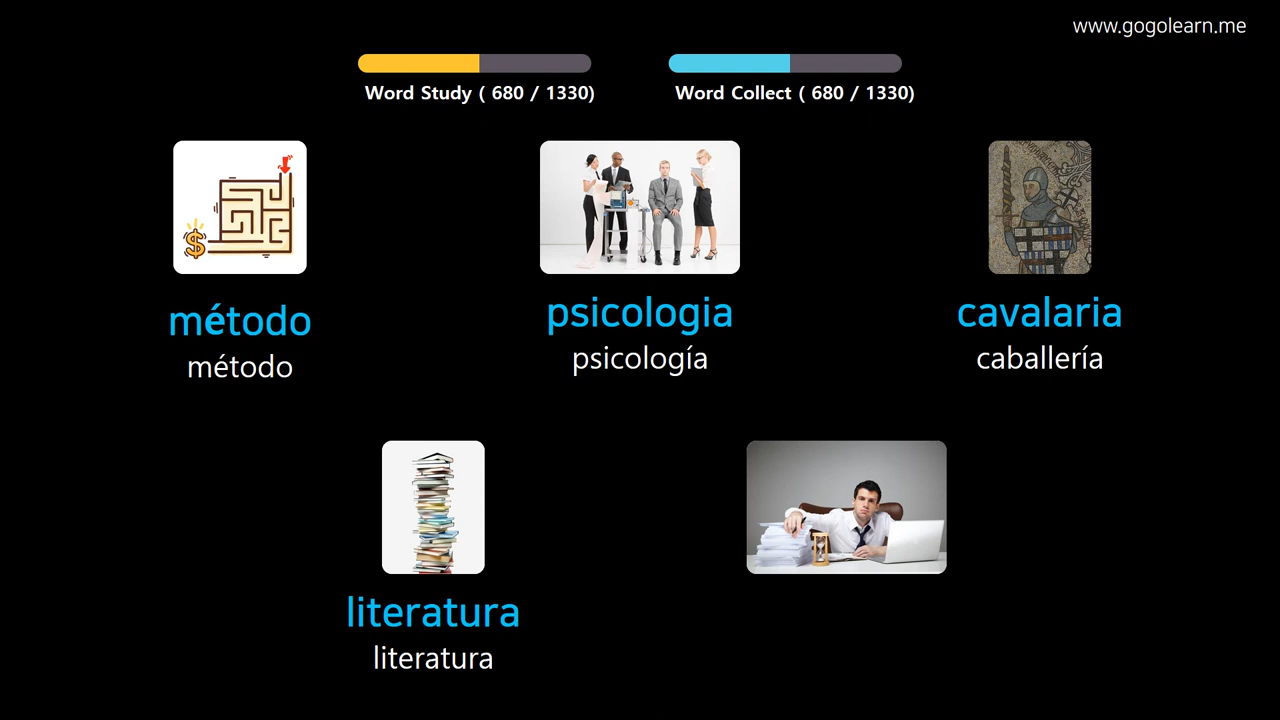 www.gogolearn.me
Word Study ( 680 / 1330)
Word Collect ( 680 / 1330)
método
método
psicologia
psicología
cavalaria
caballería
literatura
literatura